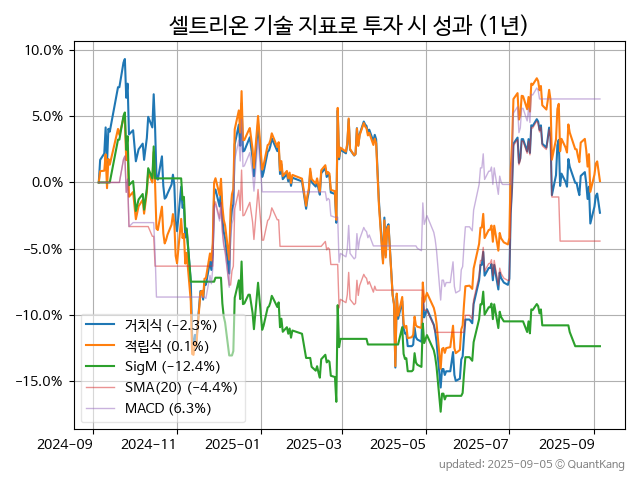 셀트리온 기술 지표로 투자 시 성과 (1년)
10.0%
5.0%
0.0%
−5.0%
−10.0%
−15.0%
거치식 (−2.3%)
적립식 (0.1%)
SigM (−12.4%)
SMA(20) (−4.4%)
MACD (6.3%)
2024-09 2024-11 2025-01 2025-03 2025-05 2025-07 2025-09
updated: 2025-09-05 © QuantKang